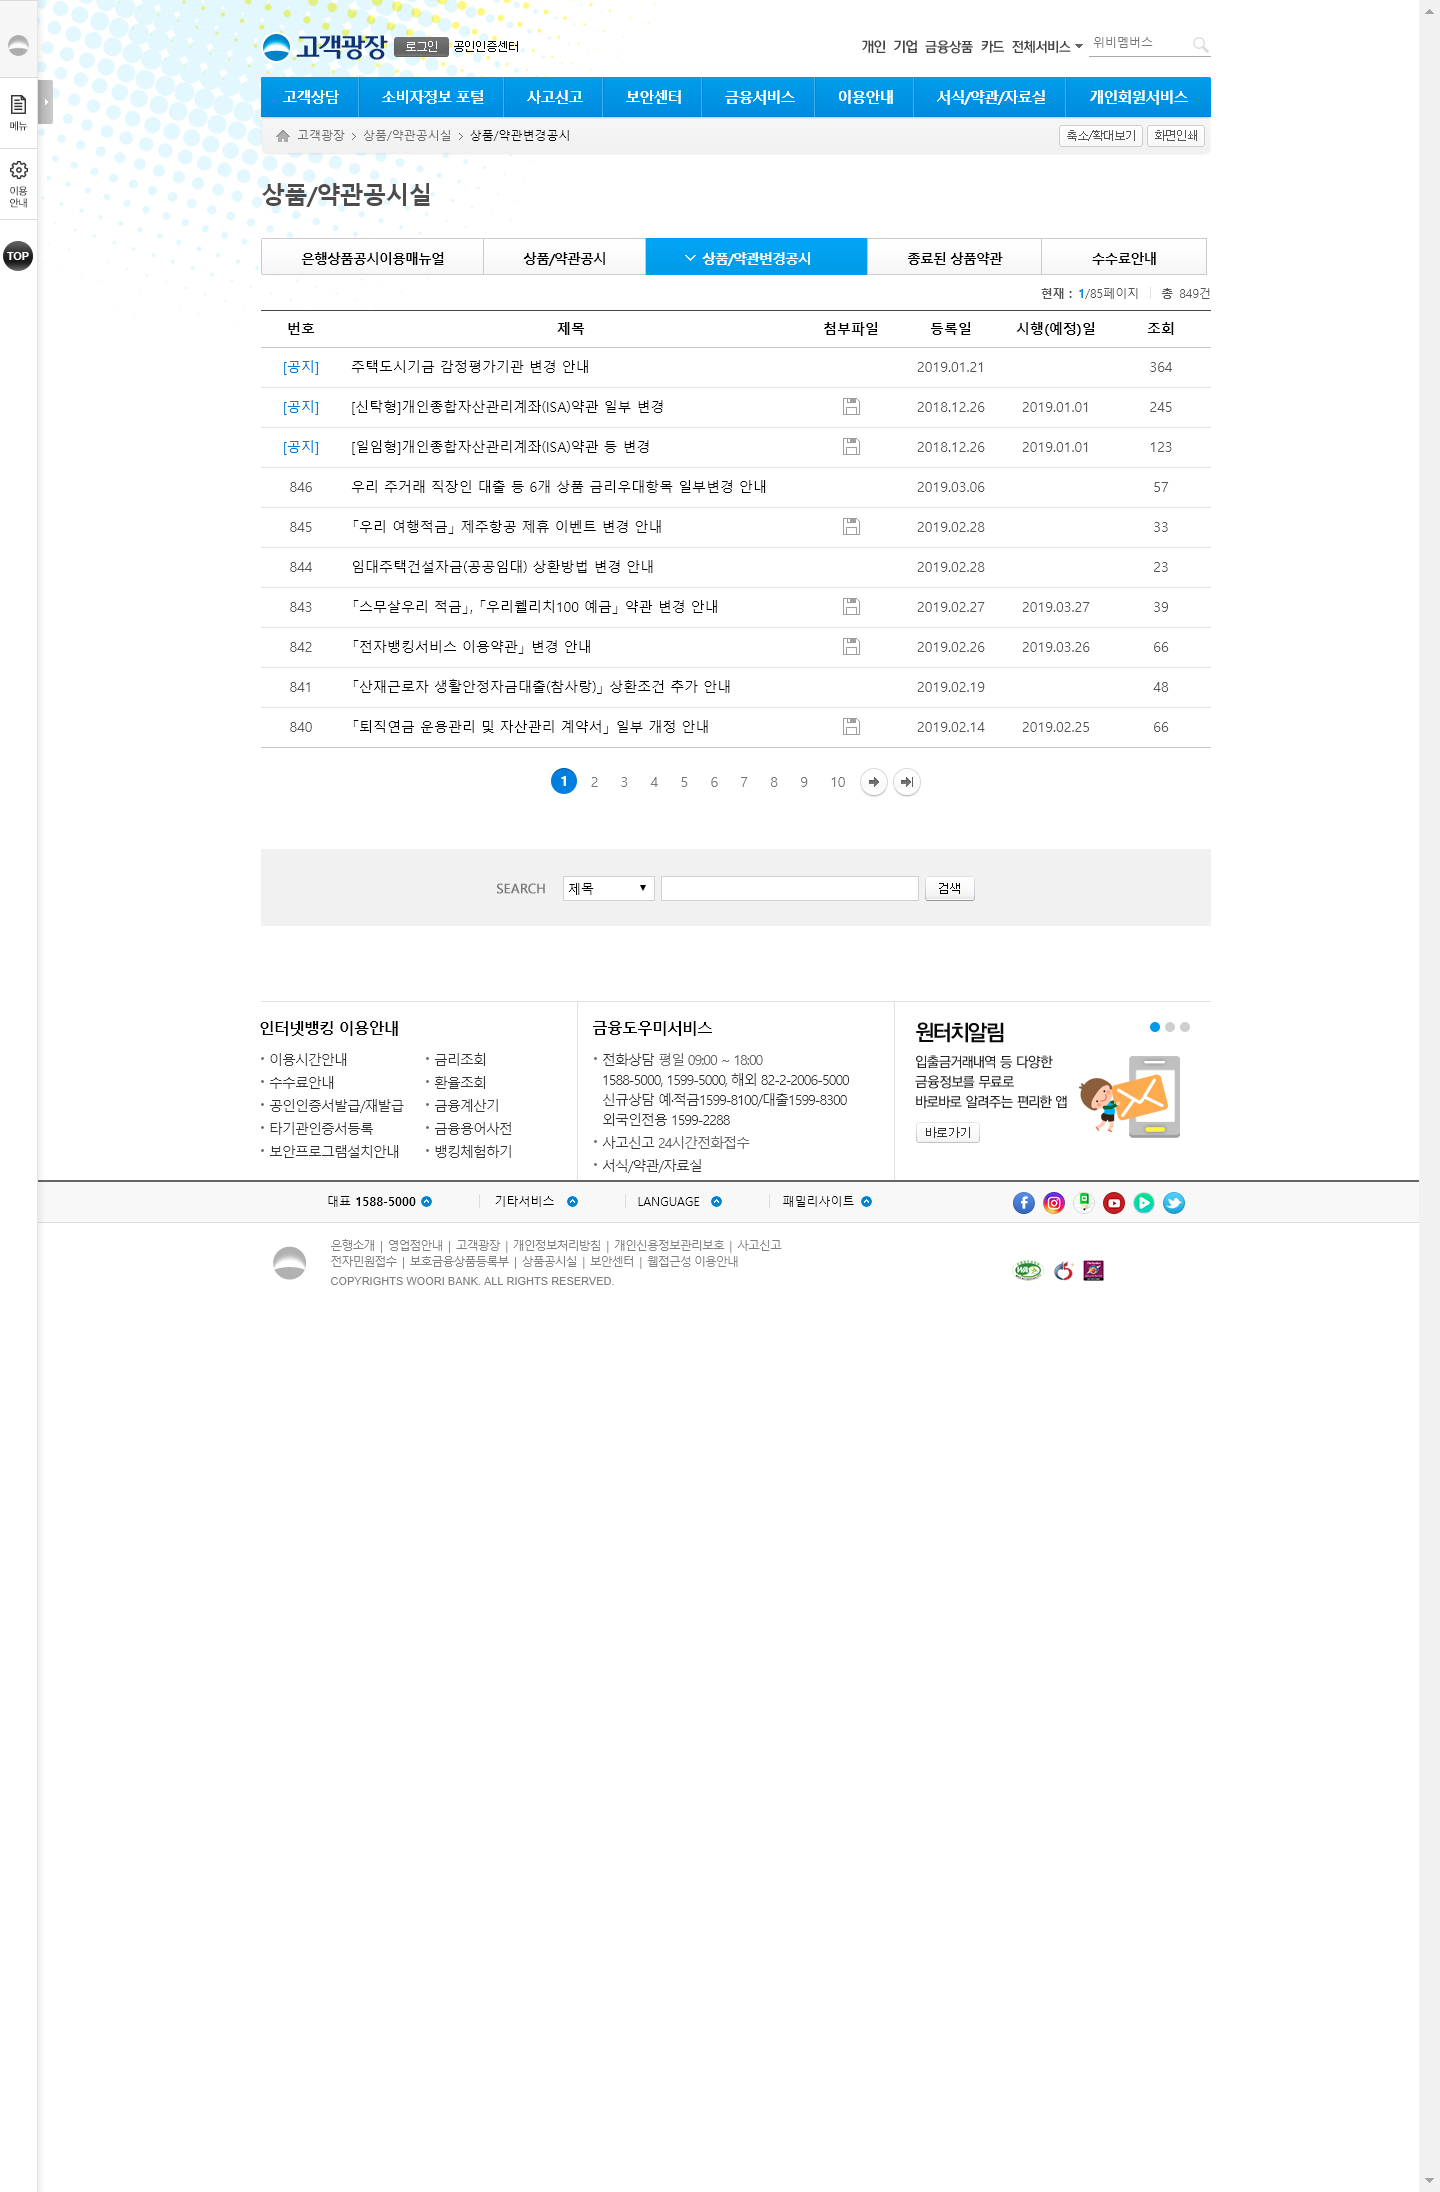 고객광장 로그인 공인인증센터
개인 기업 금융상품 카드 전체서비스 위비멤버스
고객상담 소비자정보 포털 사고신고 보안센터 금융서비스 이용안내 서식/약관/자료실 개인회원서비스
고객광장 > 상품/약관공시실 > 상품/약관변경공시 축소/확대보기 화면인쇄
메뉴
이용
안내
TOP
상품/약관공시실
은행상품공시이용매뉴얼 상품/약관공시 상품/약관변경공시 종료된 상품약관 수수료안내
현재 : 1/85페이지 총 849건
번호 제목 첨부파일 등록일 시행(예정)일 조회
[공지] 주택도시기금 감정평가기관 변경 안내 2019.01.21 364
[공지] [신탁형]개인종합자산관리계좌(ISA)약관 일부 변경 2018.12.26 2019.01.01 245
[공지] [일임형]개인종합자산관리계좌(ISA)약관 등 변경 2018.12.26 2019.01.01 123
846 우리 주거래 직장인 대출 등 6개 상품 금리우대항목 일부변경 안내 2019.03.06 57
845 「우리 여행적금」 제주항공 제휴 이벤트 변경 안내 2019.02.28 33
844 임대주택건설자금(공공임대) 상환방법 변경 안내 2019.02.28 23
843 「스무살우리 적금」, 「우리웰리치100 예금」 약관 변경 안내 2019.02.27 2019.03.27 39
842 「전자뱅킹서비스 이용약관」 변경 안내 2019.02.26 2019.03.26 66
841 「산재근로자 생활안정자금대출(참사랑)」 상환조건 추가 안내 2019.02.19 48
840 「퇴직연금 운용관리 및 자산관리 계약서」 일부 개정 안내 2019.02.14 2019.02.25 66
1 2 3 4 5 6 7 8 9 10
SEARCH 제목 검색
인터넷뱅킹 이용안내
이용시간안내 금리조회
수수료안내 환율조회
공인인증서발급/재발급 금융계산기
타기관인증서등록 금융용어사전
보안프로그램설치안내 뱅킹체험하기
금융도우미서비스
전화상담 평일 09:00 ~ 18:00
1588-5000, 1599-5000, 해외 82-2-2006-5000
신규상담 예·적금1599-8100/대출1599-8300
외국인전용 1599-2288
사고신고 24시간전화접수
서식/약관/자료실
원터치알림
입출금거래내역 등 다양한
금융정보를 무료로
바로바로 알려주는 편리한 앱
바로가기
대표 1588-5000 기타서비스 LANGUAGE 패밀리사이트
은행소개 | 영업점안내 | 고객광장 | 개인정보처리방침 | 개인신용정보관리보호 | 사고신고
전자민원접수 | 보호금융상품등록부 | 상품공시실 | 보안센터 | 웹접근성 이용안내
COPYRIGHTS WOORI BANK. ALL RIGHTS RESERVED.
WA